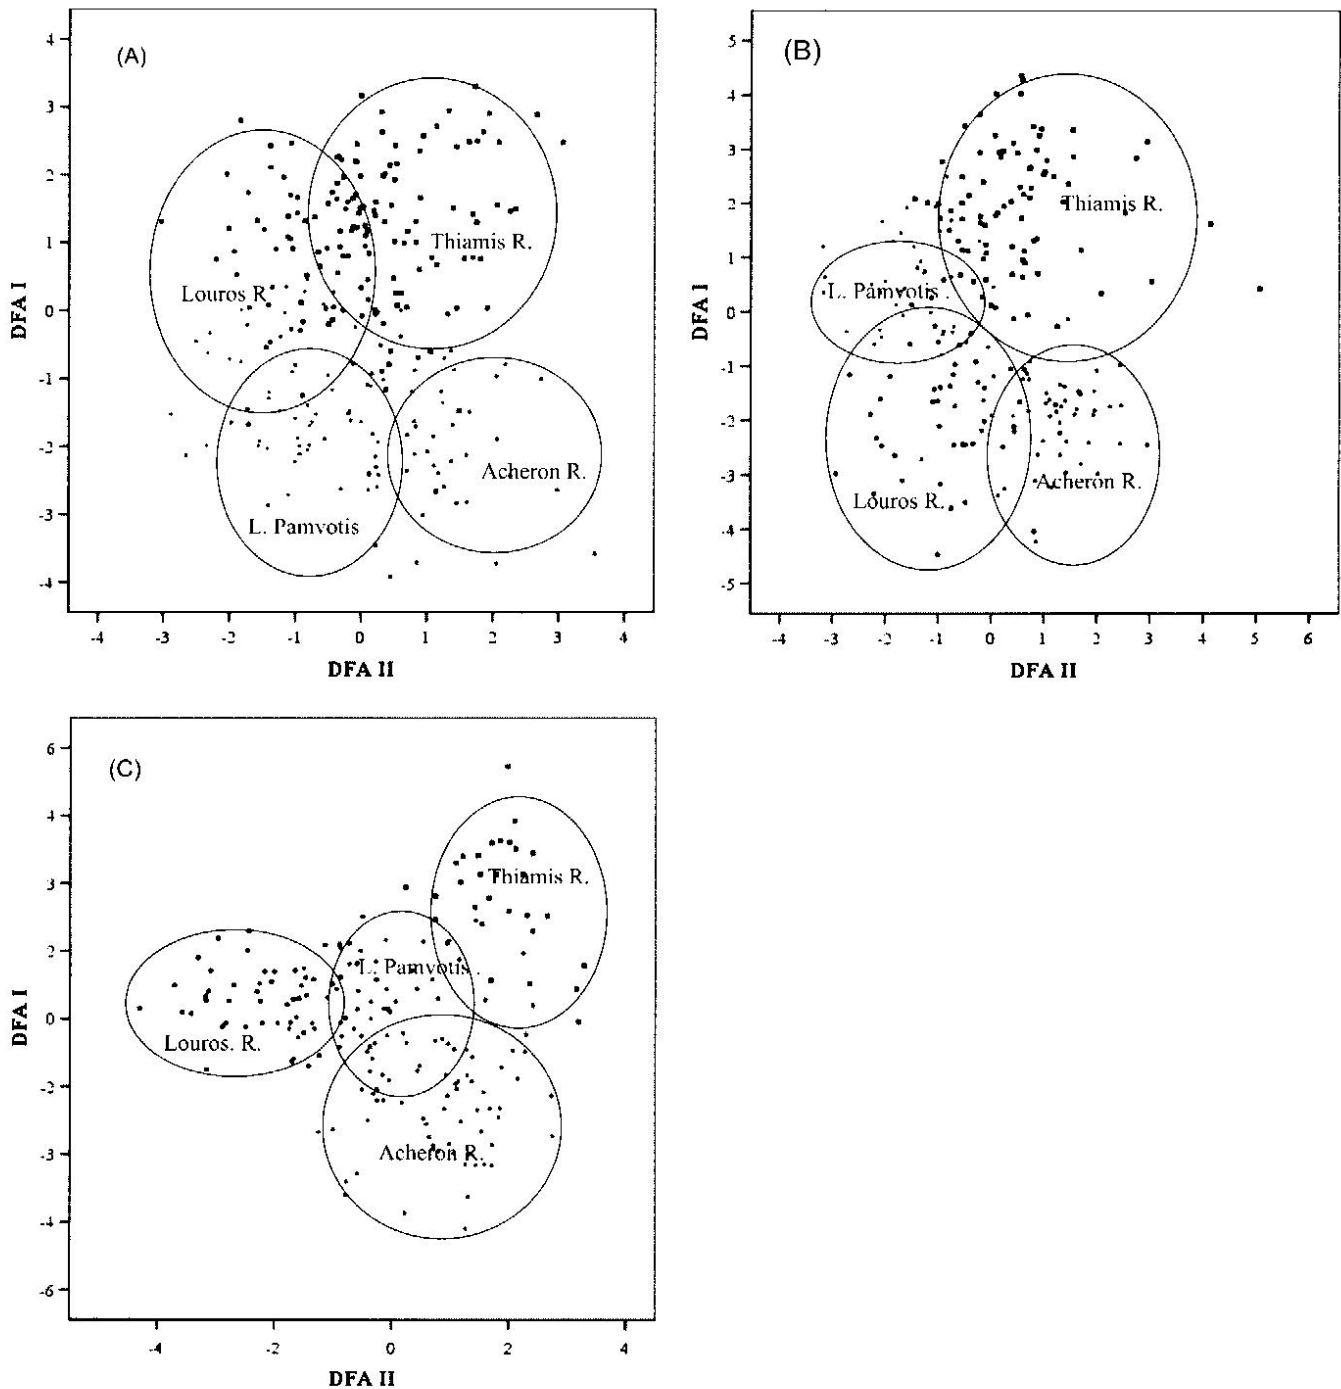 (A)
4
3
2
1
0
-1
-2
-3
-4
DFA I
Thiamis R.
Louros R.
Acheron R.
L. Pamvotis
-4 -3 -2 -1 0 1 2 3 4
DFA II
(B)
5
4
3
2
1
0
-1
-2
-3
-4
-5
DFA I
Thiamis R.
L. Pamvotis
Louros R.
Acheron R.
-4 -3 -2 -1 0 1 2 3 4 5 6
DFA II
(C)
6
4
3
2
0
-2
-3
-4
-6
DFA I
Thiamis R.
L. Pamvotis
Louros. R.
Acheron R.
-4 -2 0 2 4
DFA II